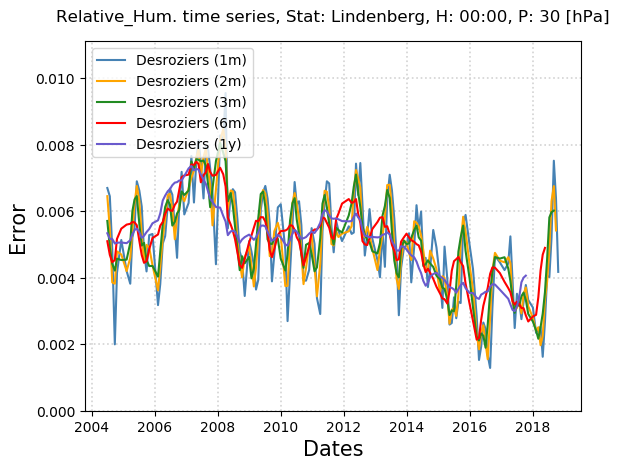 Relative_Hum. time series, Stat: Lindenberg, H: 00:00, P: 30 [hPa]
Desroziers (1m)
Desroziers (2m)
Desroziers (3m)
Desroziers (6m)
Desroziers (1y)
0.010
0.008
0.006
0.004
0.002
0.000
Error
2004 2006 2008 2010 2012 2014 2016 2018
Dates